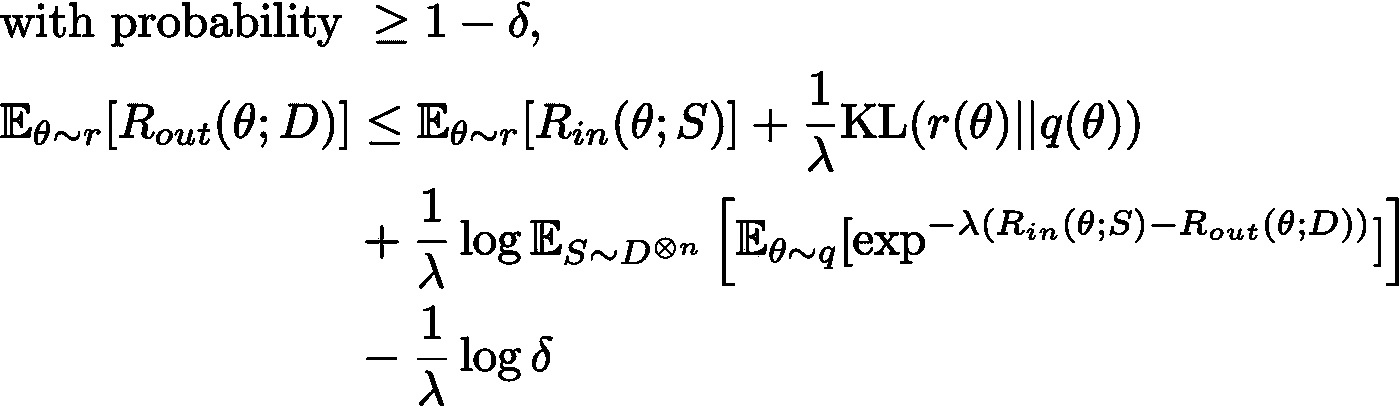 with probability ≥ 1 − δ,
𝔼_{θ∼r}[R_{out}(θ; D)] ≤ 𝔼_{θ∼r}[R_{in}(θ; S)] + \frac{1}{λ} KL(r(θ)||q(θ))
+ \frac{1}{λ} log 𝔼_{S∼D^{⊗n}} [𝔼_{θ∼q}[exp^{−λ(R_{in}(θ;S)−R_{out}(θ;D))}]]
− \frac{1}{λ} log δ